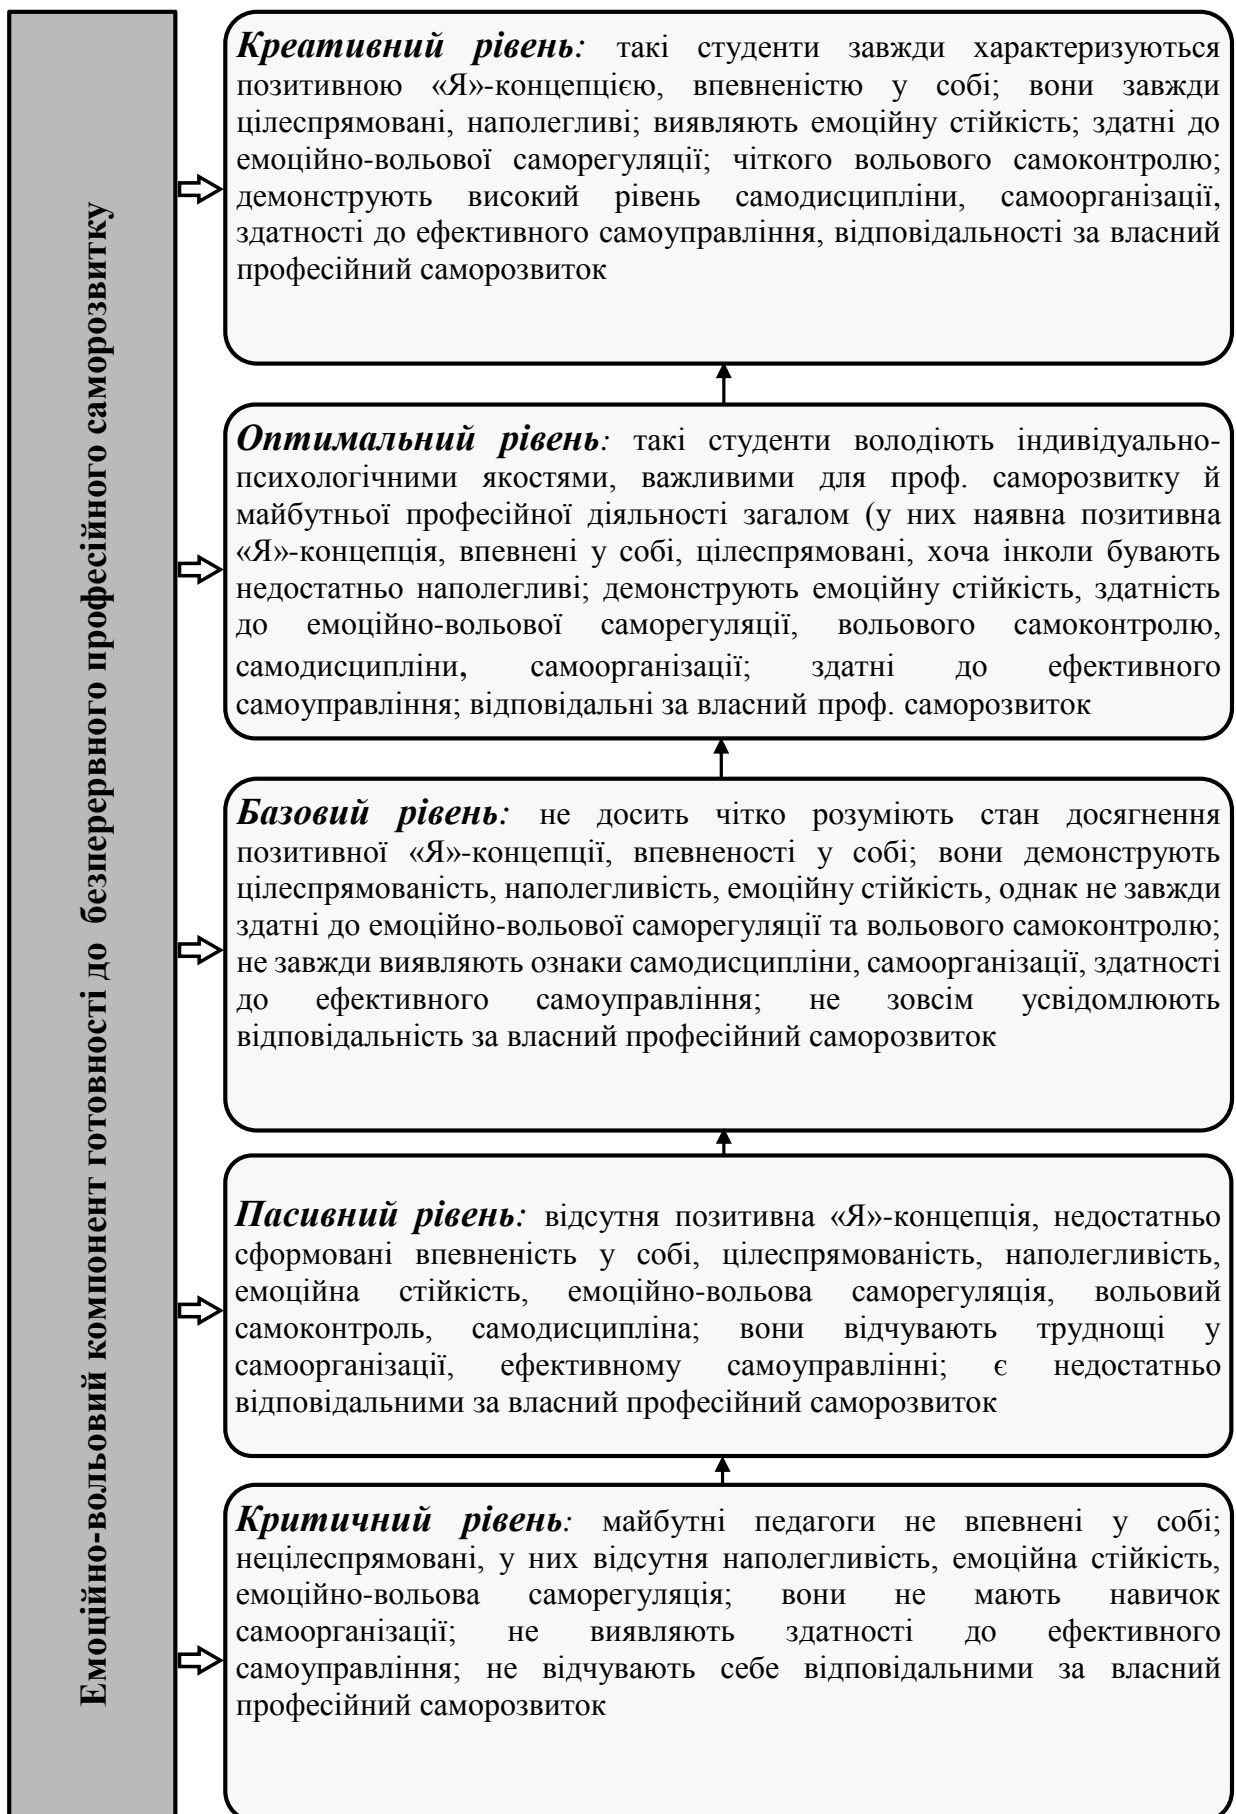 Емоційно-вольовий компонент готовності до безперервного професійного саморозвитку
Креативний рівень: такі студенти завжди характеризуються
позитивною «Я»-концепцією, впевненістю у собі; вони завжди
цілеспрямовані, наполегливі; виявляють емоційну стійкість; здатні до
емоційно-вольової саморегуляції; чіткого вольового самоконтролю;
демонструють високий рівень самодисципліни, самоорганізації,
здатності до ефективного самоуправління, відповідальності за власний
професійний саморозвиток
Оптимальний рівень: такі студенти володіють індивідуально-
психологічними якостями, важливими для проф. саморозвитку й
майбутньої професійної діяльності загалом (у них наявна позитивна
«Я»-концепція, впевнені у собі, цілеспрямовані, хоча інколи бувають
недостатньо наполегливі; демонструють емоційну стійкість, здатність
до емоційно-вольової саморегуляції, вольового самоконтролю,
самодисципліни, самоорганізації; здатні до ефективного
самоуправління; відповідальні за власний проф. саморозвиток
Базовий рівень: не досить чітко розуміють стан досягнення
позитивної «Я»-концепції, впевненості у собі; вони демонструють
цілеспрямованість, наполегливість, емоційну стійкість, однак не завжди
здатні до емоційно-вольової саморегуляції та вольового самоконтролю;
не завжди виявляють ознаки самодисципліни, самоорганізації, здатності
до ефективного самоуправління; не зовсім усвідомлюють
відповідальність за власний професійний саморозвиток
Пасивний рівень: відсутня позитивна «Я»-концепція, недостатньо
сформовані впевненість у собі, цілеспрямованість, наполегливість,
емоційна стійкість, емоційно-вольова саморегуляція, вольовий
самоконтроль, самодисципліна; вони відчувають труднощі у
самоорганізації, ефективному самоуправлінні; є недостатньо
відповідальними за власний професійний саморозвиток
Критичний рівень: майбутні педагоги не впевнені у собі;
нецілеспрямовані, у них відсутня наполегливість, емоційна стійкість,
емоційно-вольова саморегуляція; вони не мають навичок
самоорганізації; не виявляють здатності до ефективного
самоуправління; не відчувають себе відповідальними за власний
професійний саморозвиток